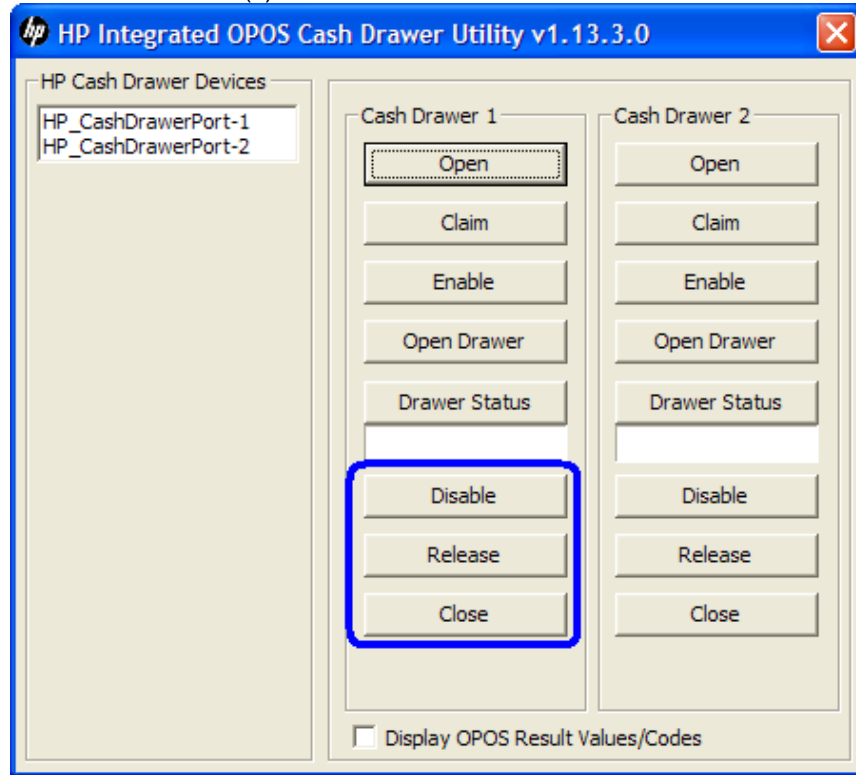 hp HP Integrated OPOS Cash Drawer Utility v1.13.3.0
HP Cash Drawer Devices
HP_CashDrawerPort-1
HP_CashDrawerPort-2
Cash Drawer 1
Open
Claim
Enable
Open Drawer
Drawer Status
Disable
Release
Close
Cash Drawer 2
Open
Claim
Enable
Open Drawer
Drawer Status
Disable
Release
Close
Display OPOS Result Values/Codes